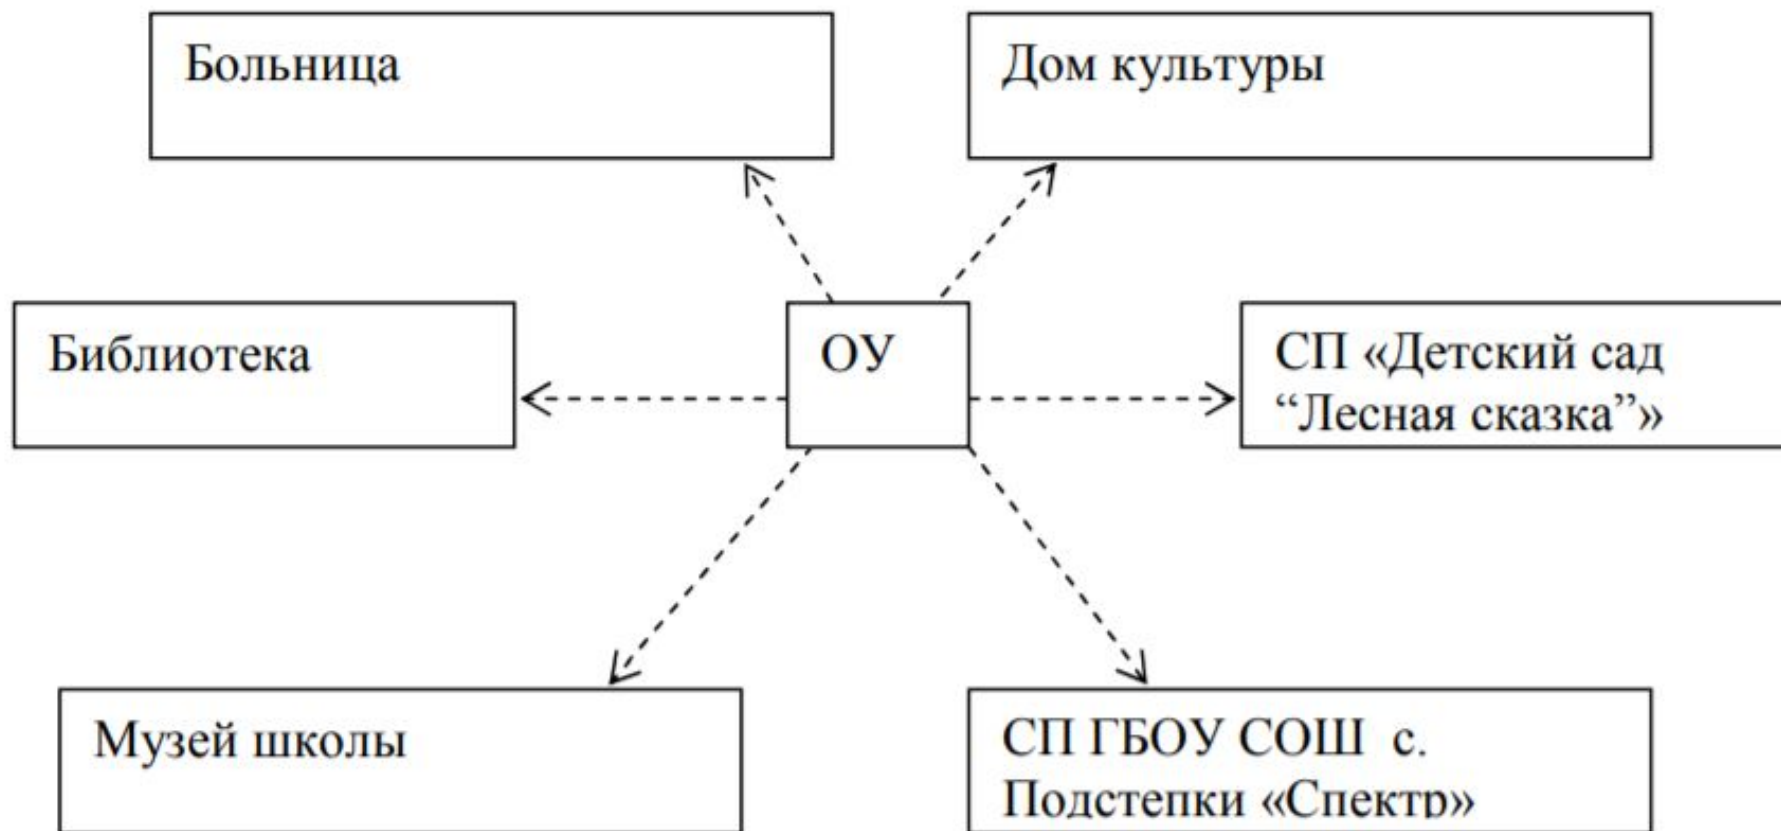 Больница
Дом культуры
Библиотека
ОУ
СП «Детский сад
“Лесная сказка”»
Музей школы
СП ГБОУ СОШ с.
Подстепки «Спектр»